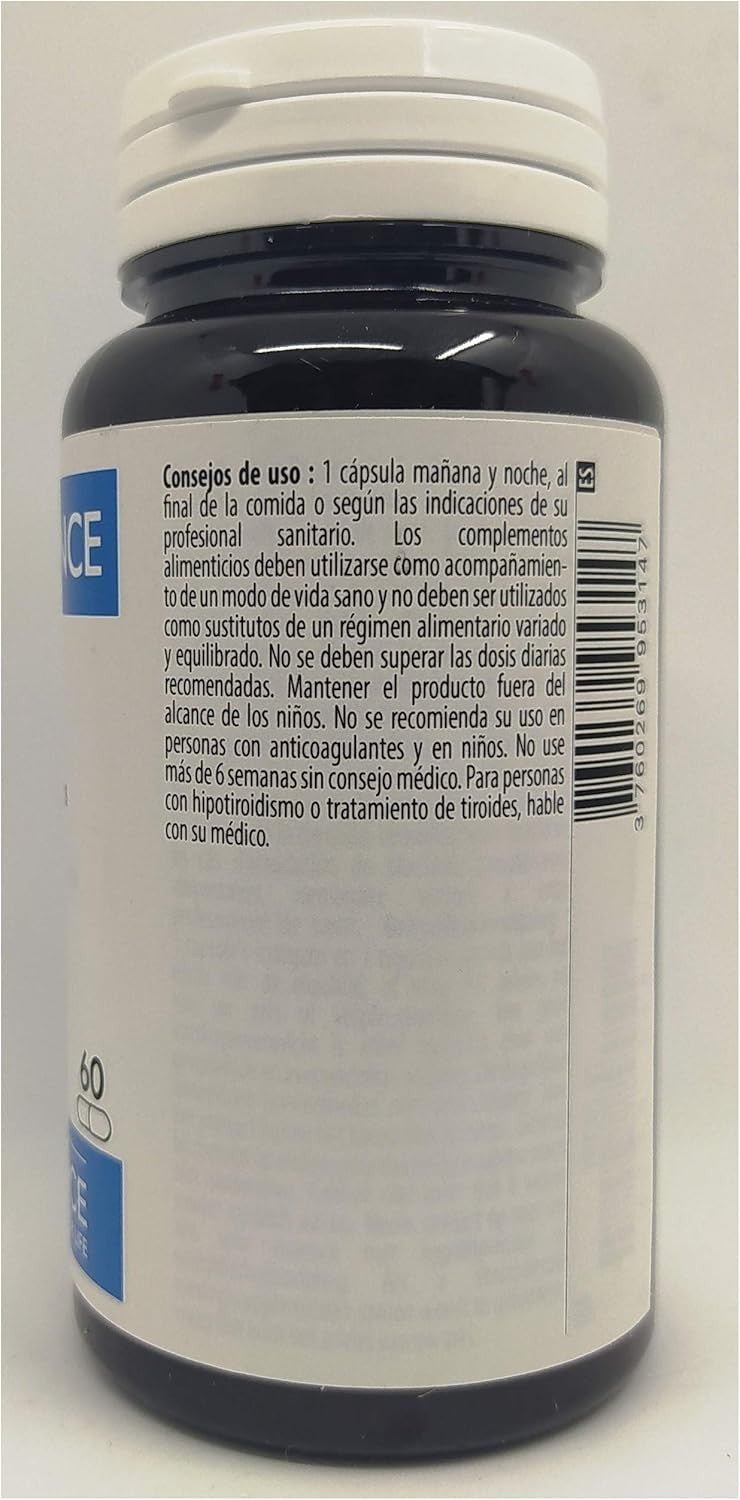 NCE
60
CE
LIFE
Consejos de uso : 1 cápsula mañana y noche, al
final de la comida o según las indicaciones de su
profesional sanitario. Los complementos
alimenticios deben utilizarse como acompañamien-
to de un modo de vida sano y no deben ser utilizados
como sustitutos de un régimen alimentario variado
y equilibrado. No se deben superar las dosis diarias
recomendadas. Mantener el producto fuera del
alcance de los niños. No se recomienda su uso en
personas con anticoagulantes y en niños. No use
más de 6 semanas sin consejo médico. Para personas
con hipotiroidismo o tratamiento de tiroides, hable
con su médico.
ES
3 760269 953147